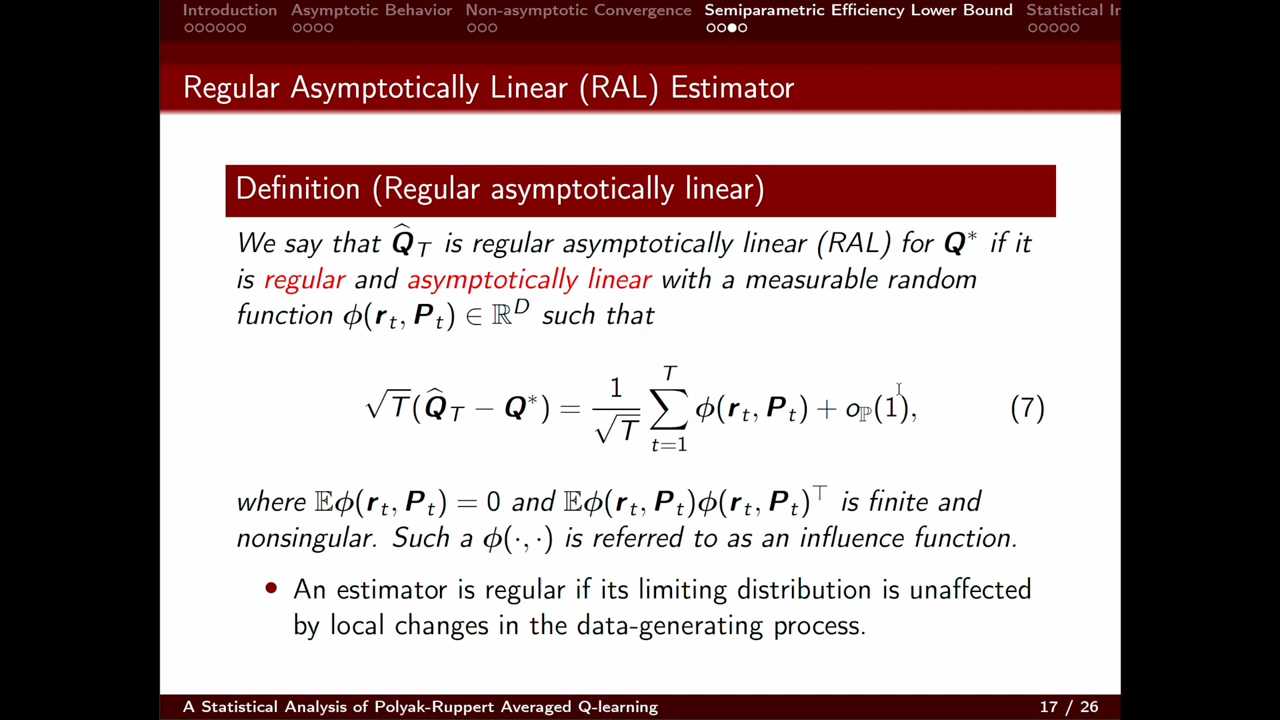 Introduction Asymptotic Behavior Non-asymptotic Convergence Semiparametric Efficiency Lower Bound Statistical
Regular Asymptotically Linear (RAL) Estimator
Definition (Regular asymptotically linear)
We say that Q̂_T is regular asymptotically linear (RAL) for Q* if it
is regular and asymptotically linear with a measurable random
function ϕ(r_t, P_t) ∈ ℝ^D such that
√T(Q̂_T − Q*) = 1/√T ∑_{t=1}^{T} ϕ(r_t, P_t) + o_ℙ(1), (7)
where 𝔼ϕ(r_t, P_t) = 0 and 𝔼ϕ(r_t, P_t)ϕ(r_t, P_t)^⊤ is finite and
nonsingular. Such a ϕ(·, ·) is referred to as an influence function.
• An estimator is regular if its limiting distribution is unaffected
by local changes in the data-generating process.
A Statistical Analysis of Polyak-Ruppert Averaged Q-learning 17 / 26